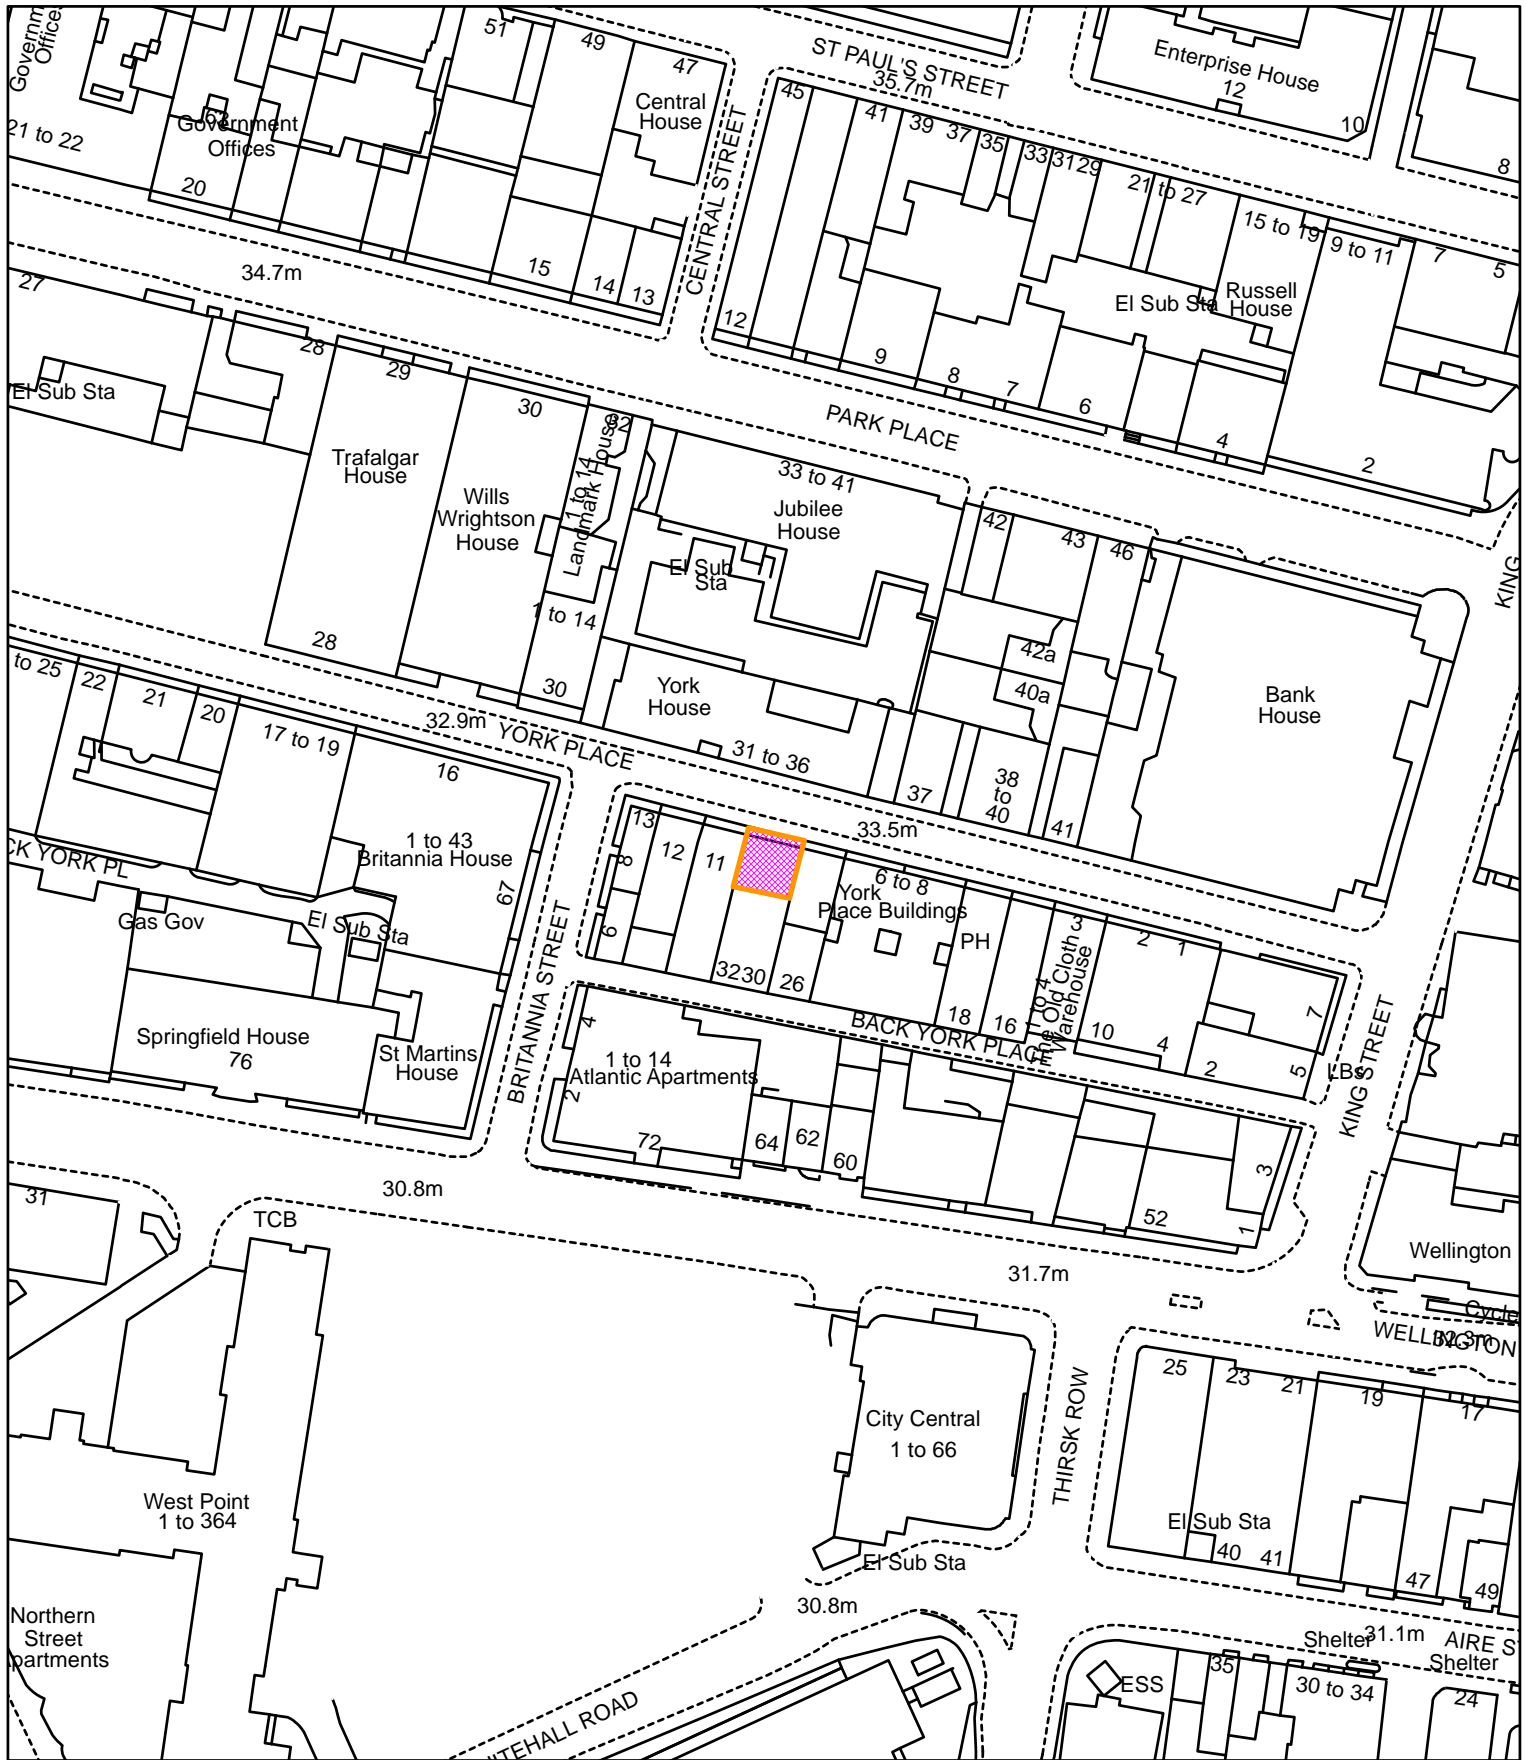 Government
Offices
51
49
47
Central
House
63
Government
Offices
21 to 22
20
34.7m
15
14
13
CENTRAL STREET
ST PAUL'S STREET
35.7m
Enterprise House
12
10
8
45
41
39
37
35
33
31
29
21 to 27
15 to 19
9 to 11
7
5
El Sub Sta
Russell
House
12
9
8
7
6
4
2
PARK PLACE
27
28
29
30
32
El Sub Sta
Trafalgar
House
Wills
Wrightson
House
1 to 14
Landmark House
33 to 41
Jubilee
House
El Sub
Sta
42
43
46
KING
1 to 14
28
30
42a
40a
York
House
Bank
House
to 25
22
21
20
17 to 19
32.9m
YORK PLACE
31 to 36
37
38
to
40
41
16
33.5m
1 to 43
Britannia House
67
CK YORK PL
Gas Gov
El Sub Sta
13
12
11
8
6
6 to 8
York
Place Buildings
PH
3
2
1
32
30
26
18
16
1 to 4
The Old Cloth
Warehouse
10
4
2
7
5
LBs
BRITANNIA STREET
BACK YORK PLACE
KING STREET
Springfield House
76
St Martins
House
4
2
1 to 14
Atlantic Apartments
72
64
62
60
52
3
1
30.8m
31
TCB
31.7m
Wellington
Cycle
WELLINGTON
32.3m
City Central
1 to 66
THIRSK ROW
25
23
21
19
17
West Point
1 to 364
El Sub Sta
40
41
47
49
El Sub Sta
30.8m
Northern
Street
partments
Shelter
31.1m
AIRE S
Shelter
35
ESS
30 to 34
24
ITEHALL ROAD